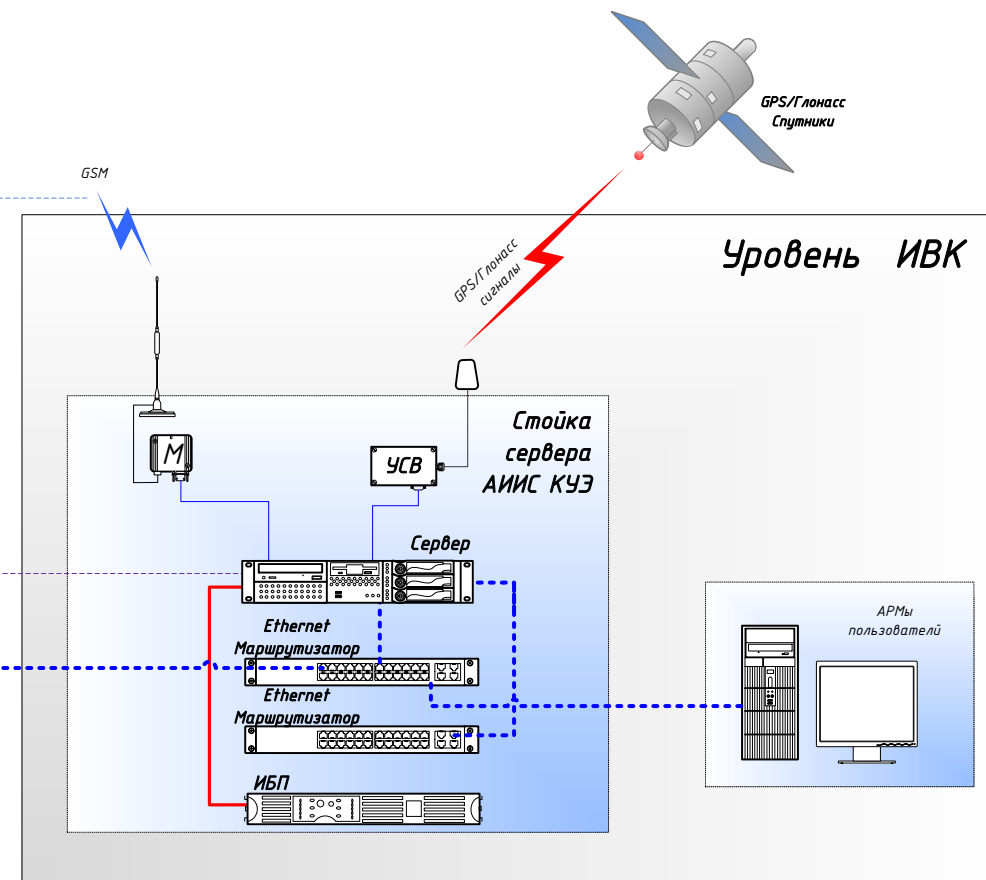 GPS/Глонасс
Спутники
GSM
Уровень ИВК
GPS/Глонасс
сигналы
Стойка
сервера
АИИС КУЭ
М
УСВ
Сервер
Ethernet
Маршрутизатор
Ethernet
Маршрутизатор
ИБП
АРМы
пользователей